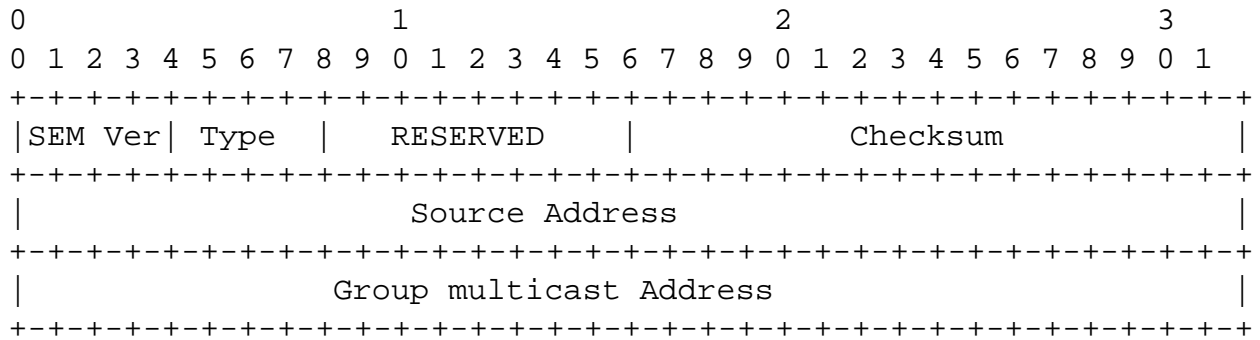 0                   1                   2                   3
0 1 2 3 4 5 6 7 8 9 0 1 2 3 4 5 6 7 8 9 0 1 2 3 4 5 6 7 8 9 0 1
+-+-+-+-+-+-+-+-+-+-+-+-+-+-+-+-+-+-+-+-+-+-+-+-+-+-+-+-+-+-+-+-+
|SEM Ver| Type  |   RESERVED    |           Checksum            |
+-+-+-+-+-+-+-+-+-+-+-+-+-+-+-+-+-+-+-+-+-+-+-+-+-+-+-+-+-+-+-+-+
|                    Source Address                             |
+-+-+-+-+-+-+-+-+-+-+-+-+-+-+-+-+-+-+-+-+-+-+-+-+-+-+-+-+-+-+-+-+
|                Group multicast Address                        |
+-+-+-+-+-+-+-+-+-+-+-+-+-+-+-+-+-+-+-+-+-+-+-+-+-+-+-+-+-+-+-+-+